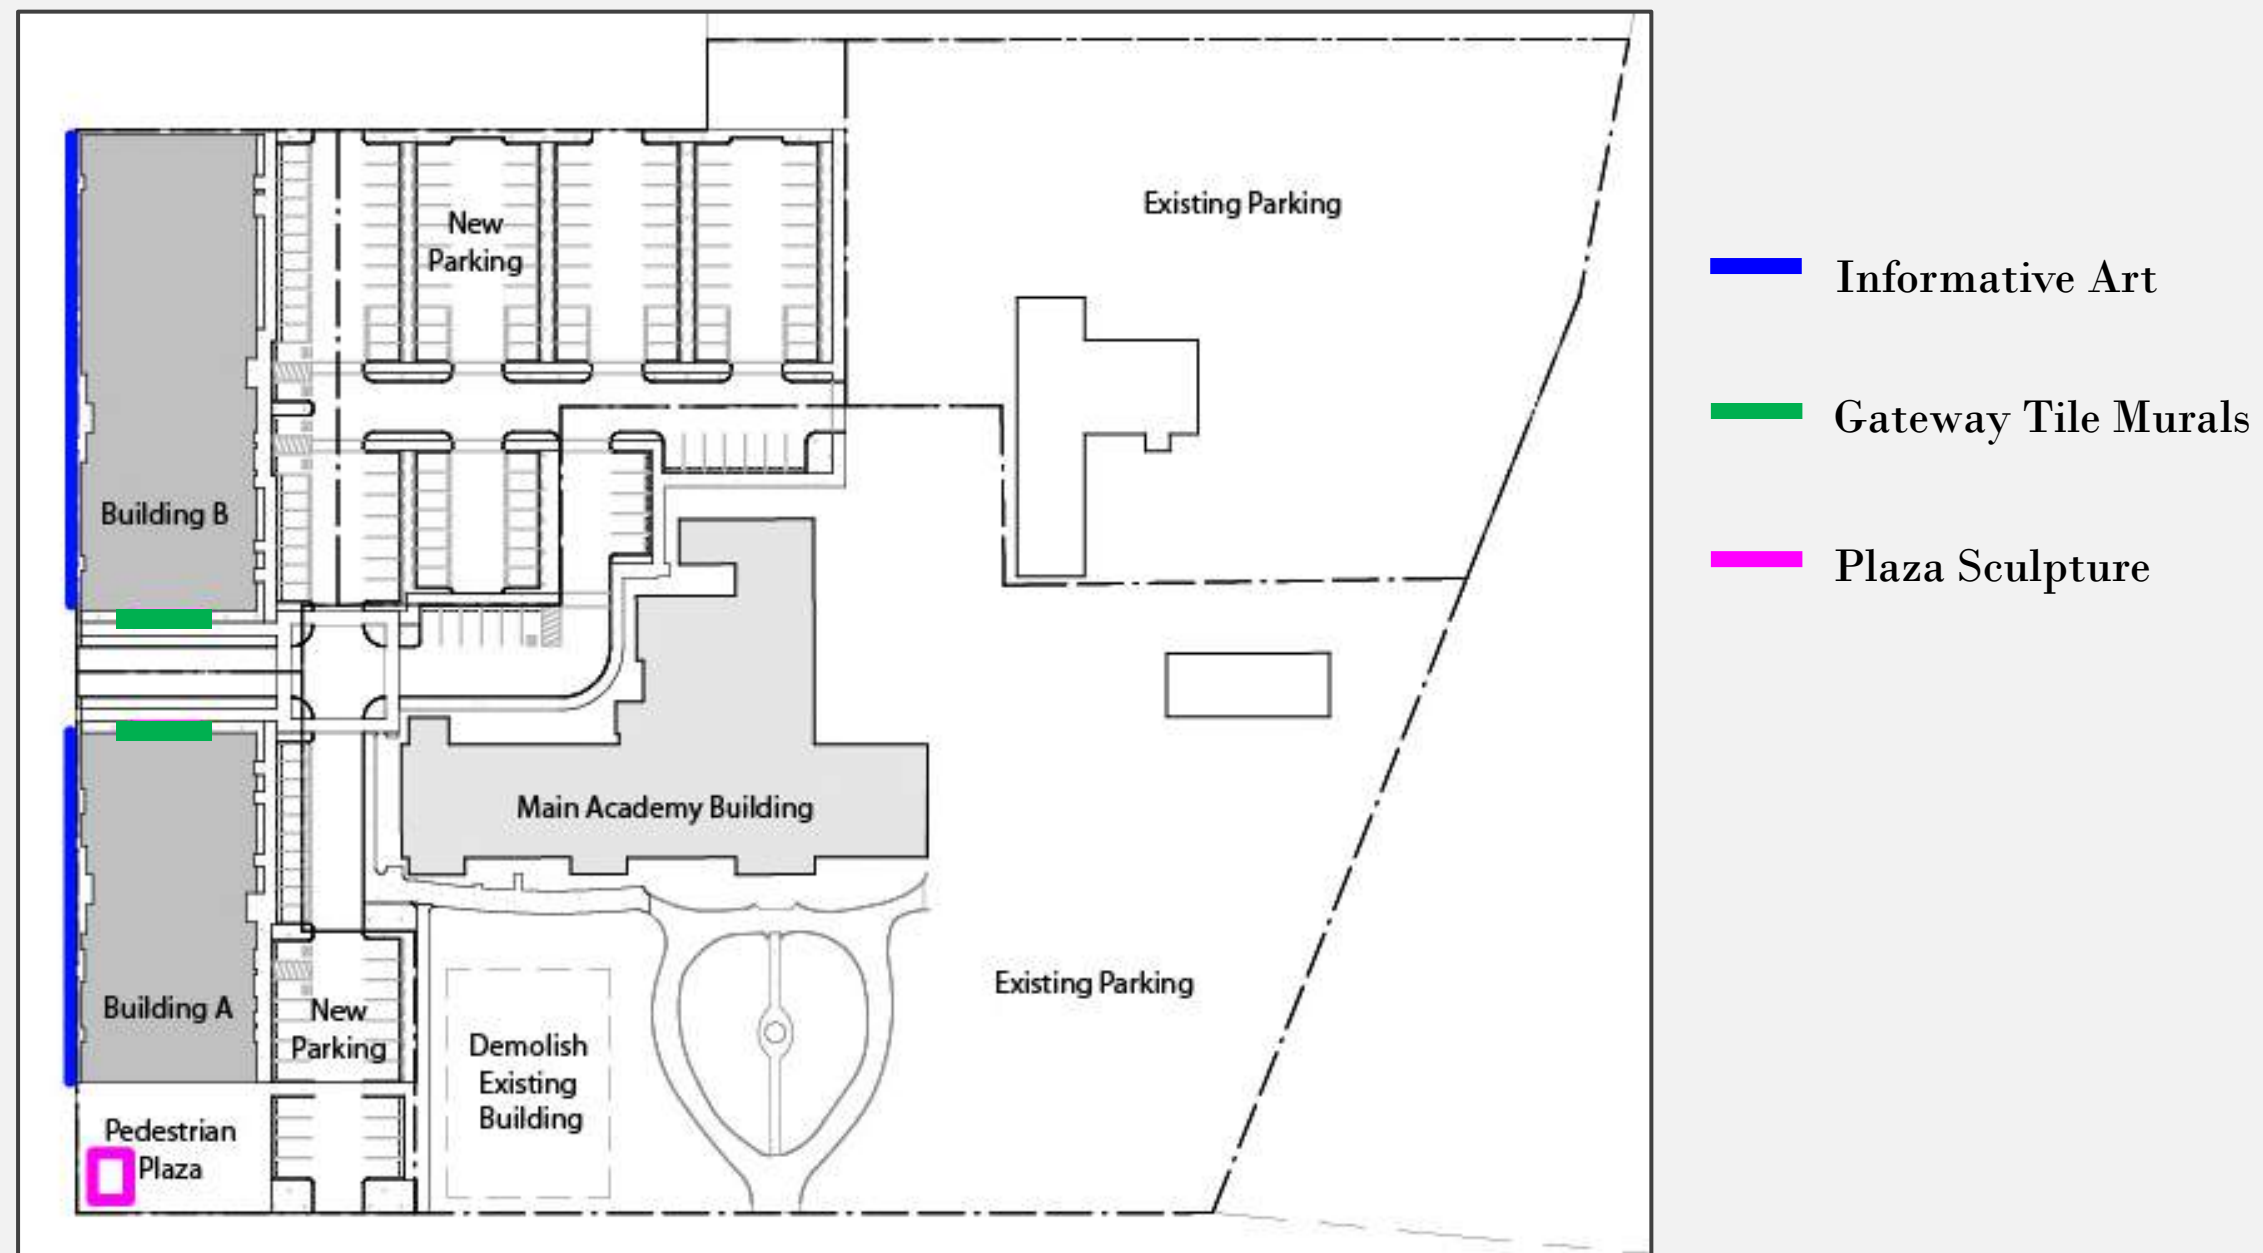 Existing Parking
New
Parking
Informative Art
Gateway Tile Murals
Building B
Plaza Sculpture
Main Academy Building
Existing Parking
Building A
New
Parking
Demolish
Existing
Building
Pedestrian
Plaza